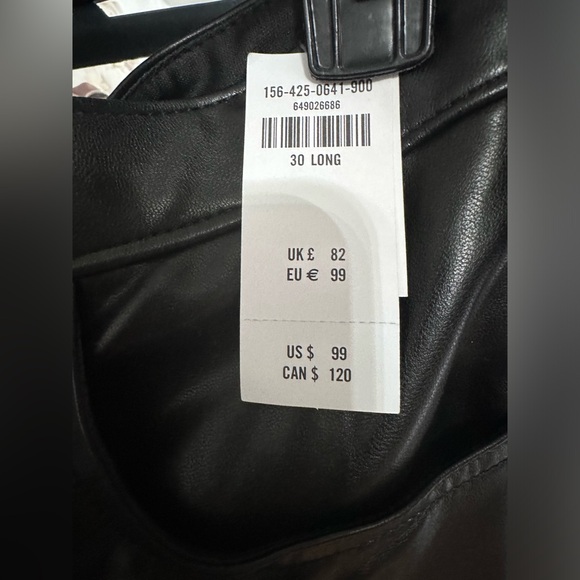 156-425-0641-900
649026686
30 LONG
UK £ 82
EU € 99
US $ 99
CAN $ 120